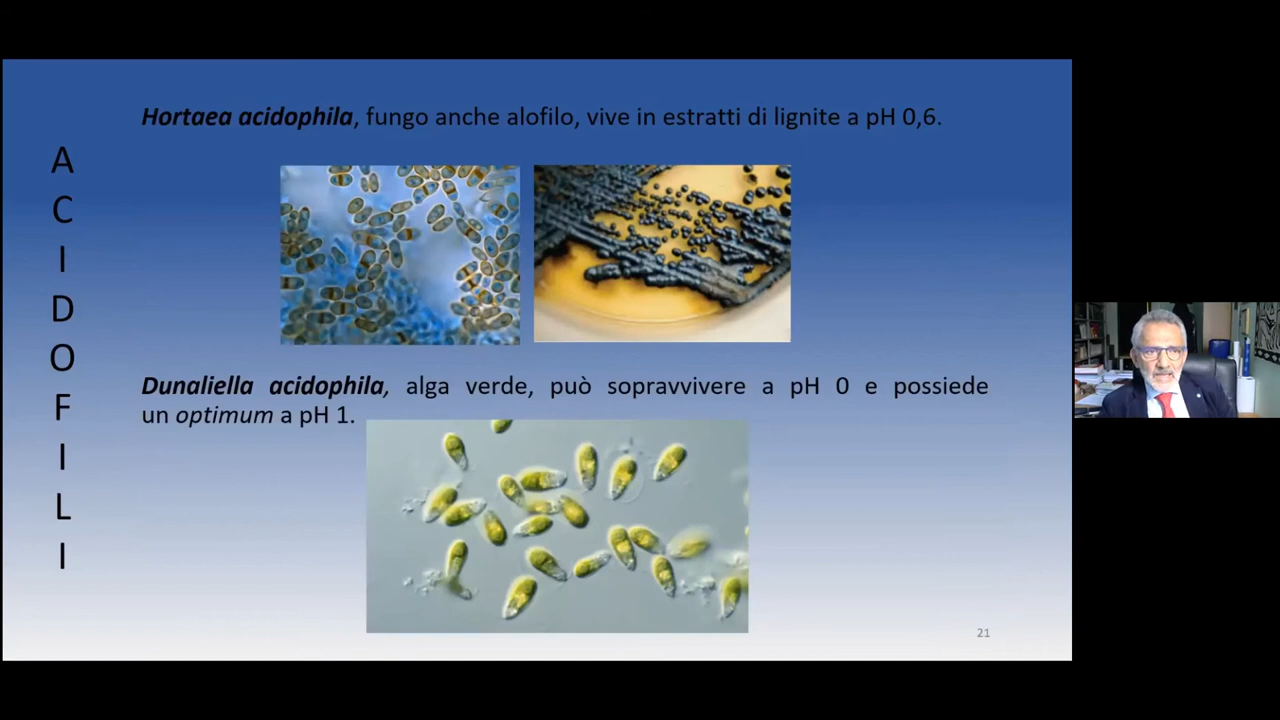 Hortaea acidophila, fungo anche alofilo, vive in estratti di lignite a pH 0,6.
A
C
I
D
O
F
I
L
I
Dunaliella acidophila, alga verde, può sopravvivere a pH 0 e possiede
un optimum a pH 1.
21